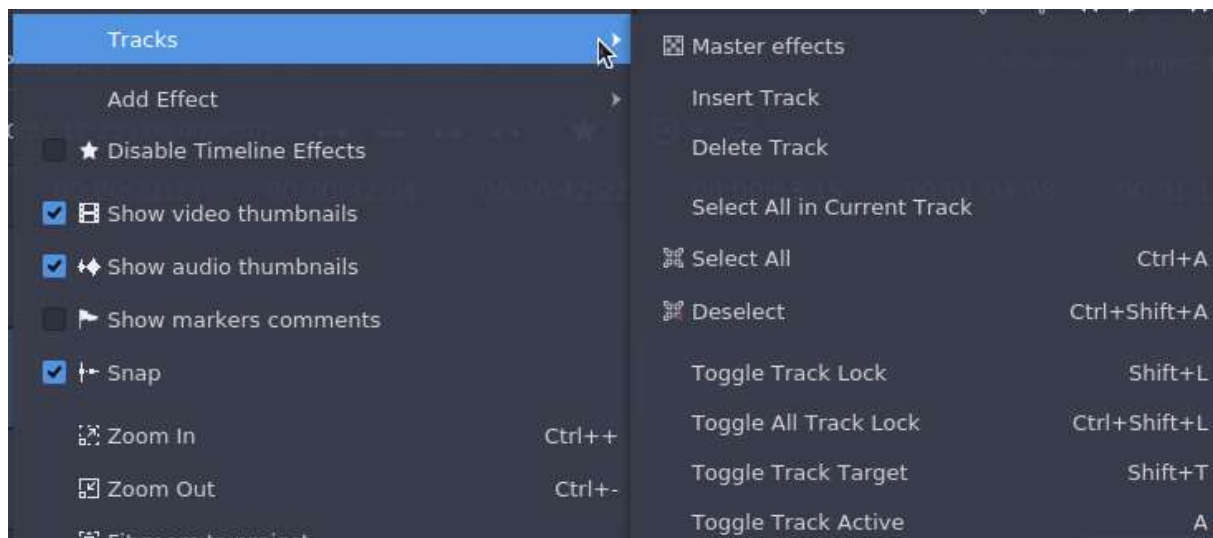 Tracks
Add Effect
Disable Timeline Effects
Show video thumbnails
Show audio thumbnails
Show markers comments
Snap
Zoom In Ctrl++
Zoom Out Ctrl+-
Master effects
Insert Track
Delete Track
Select All in Current Track
Select All Ctrl+A
Deselect Ctrl+Shift+A
Toggle Track Lock Shift+L
Toggle All Track Lock Ctrl+Shift+L
Toggle Track Target Shift+T
Toggle Track Active A